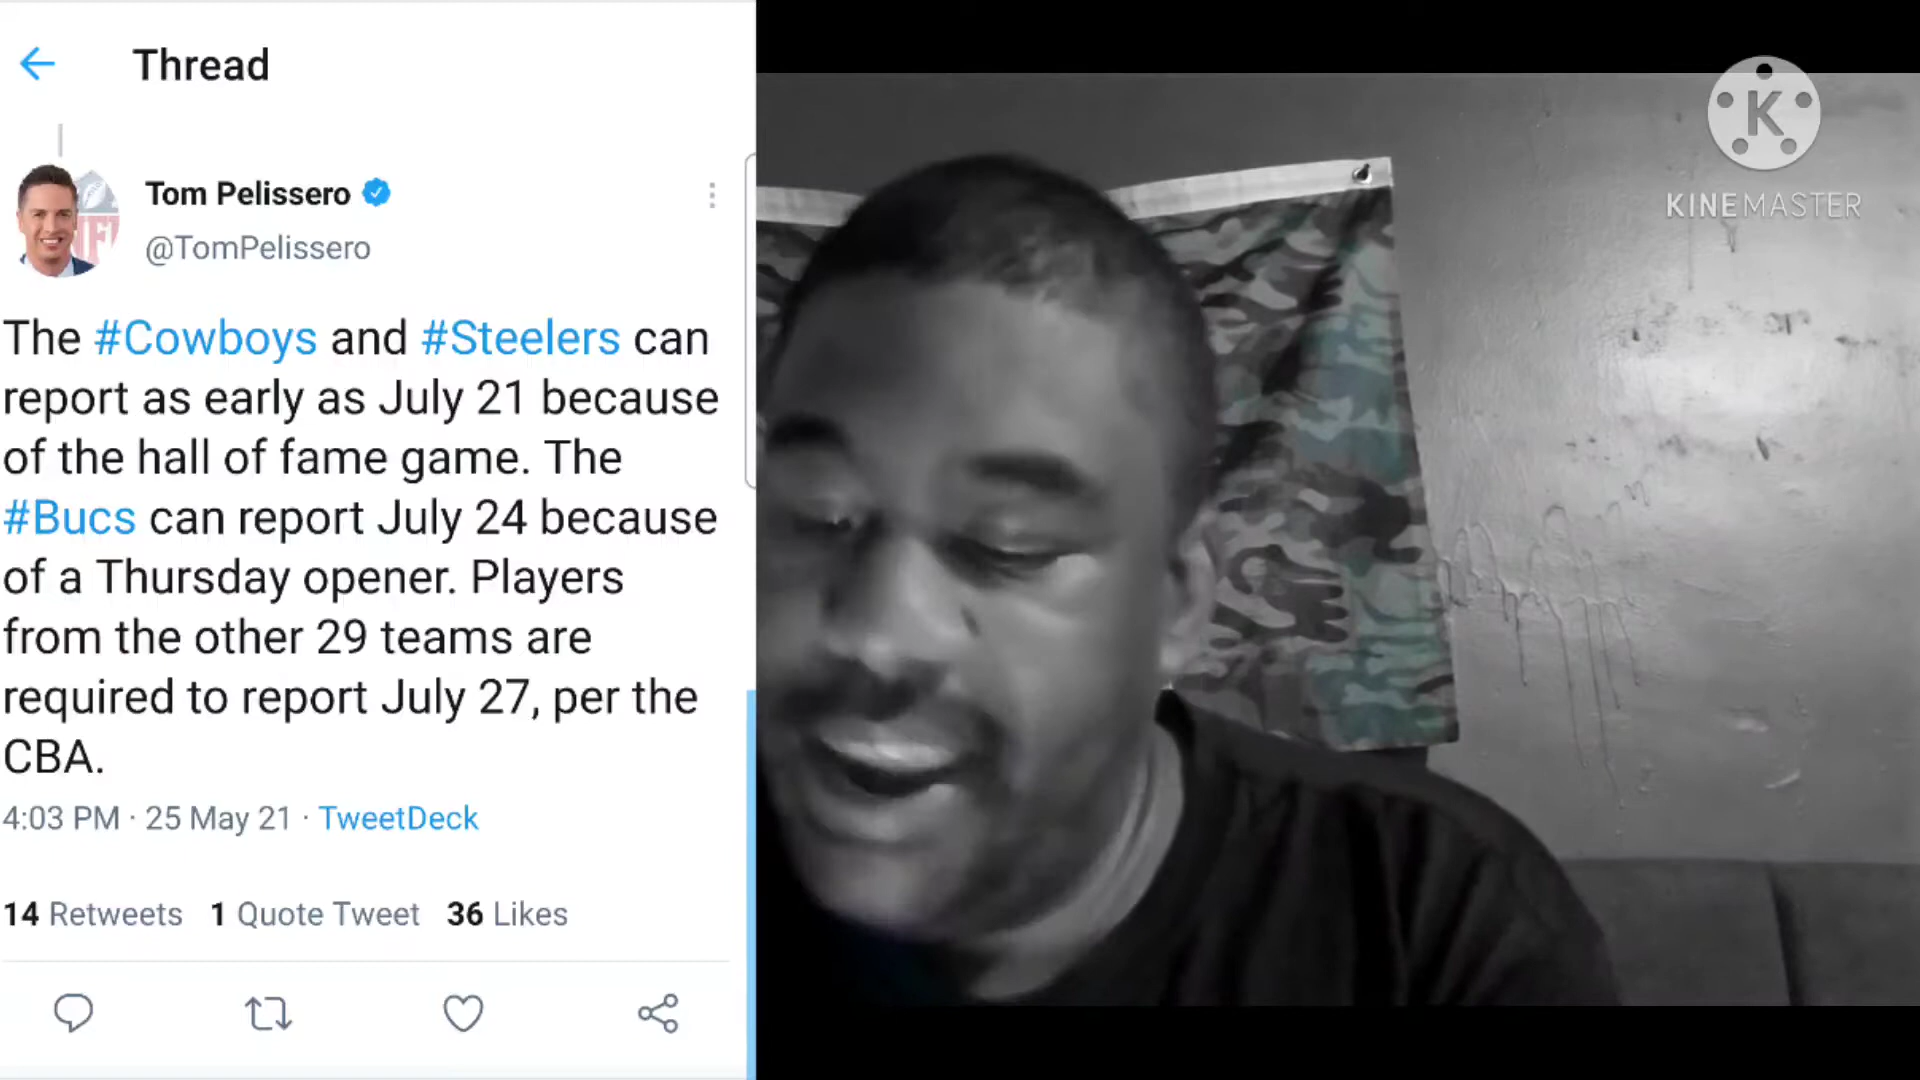 Thread
Tom Pelissero
@TomPelissero
The #Cowboys and #Steelers can
report as early as July 21 because
of the hall of fame game. The
#Bucs can report July 24 because
of a Thursday opener. Players
from the other 29 teams are
required to report July 27, per the
CBA.
4:03 PM · 25 May 21 · TweetDeck
14 Retweets 1 Quote Tweet 36 Likes
K
KINEMASTER